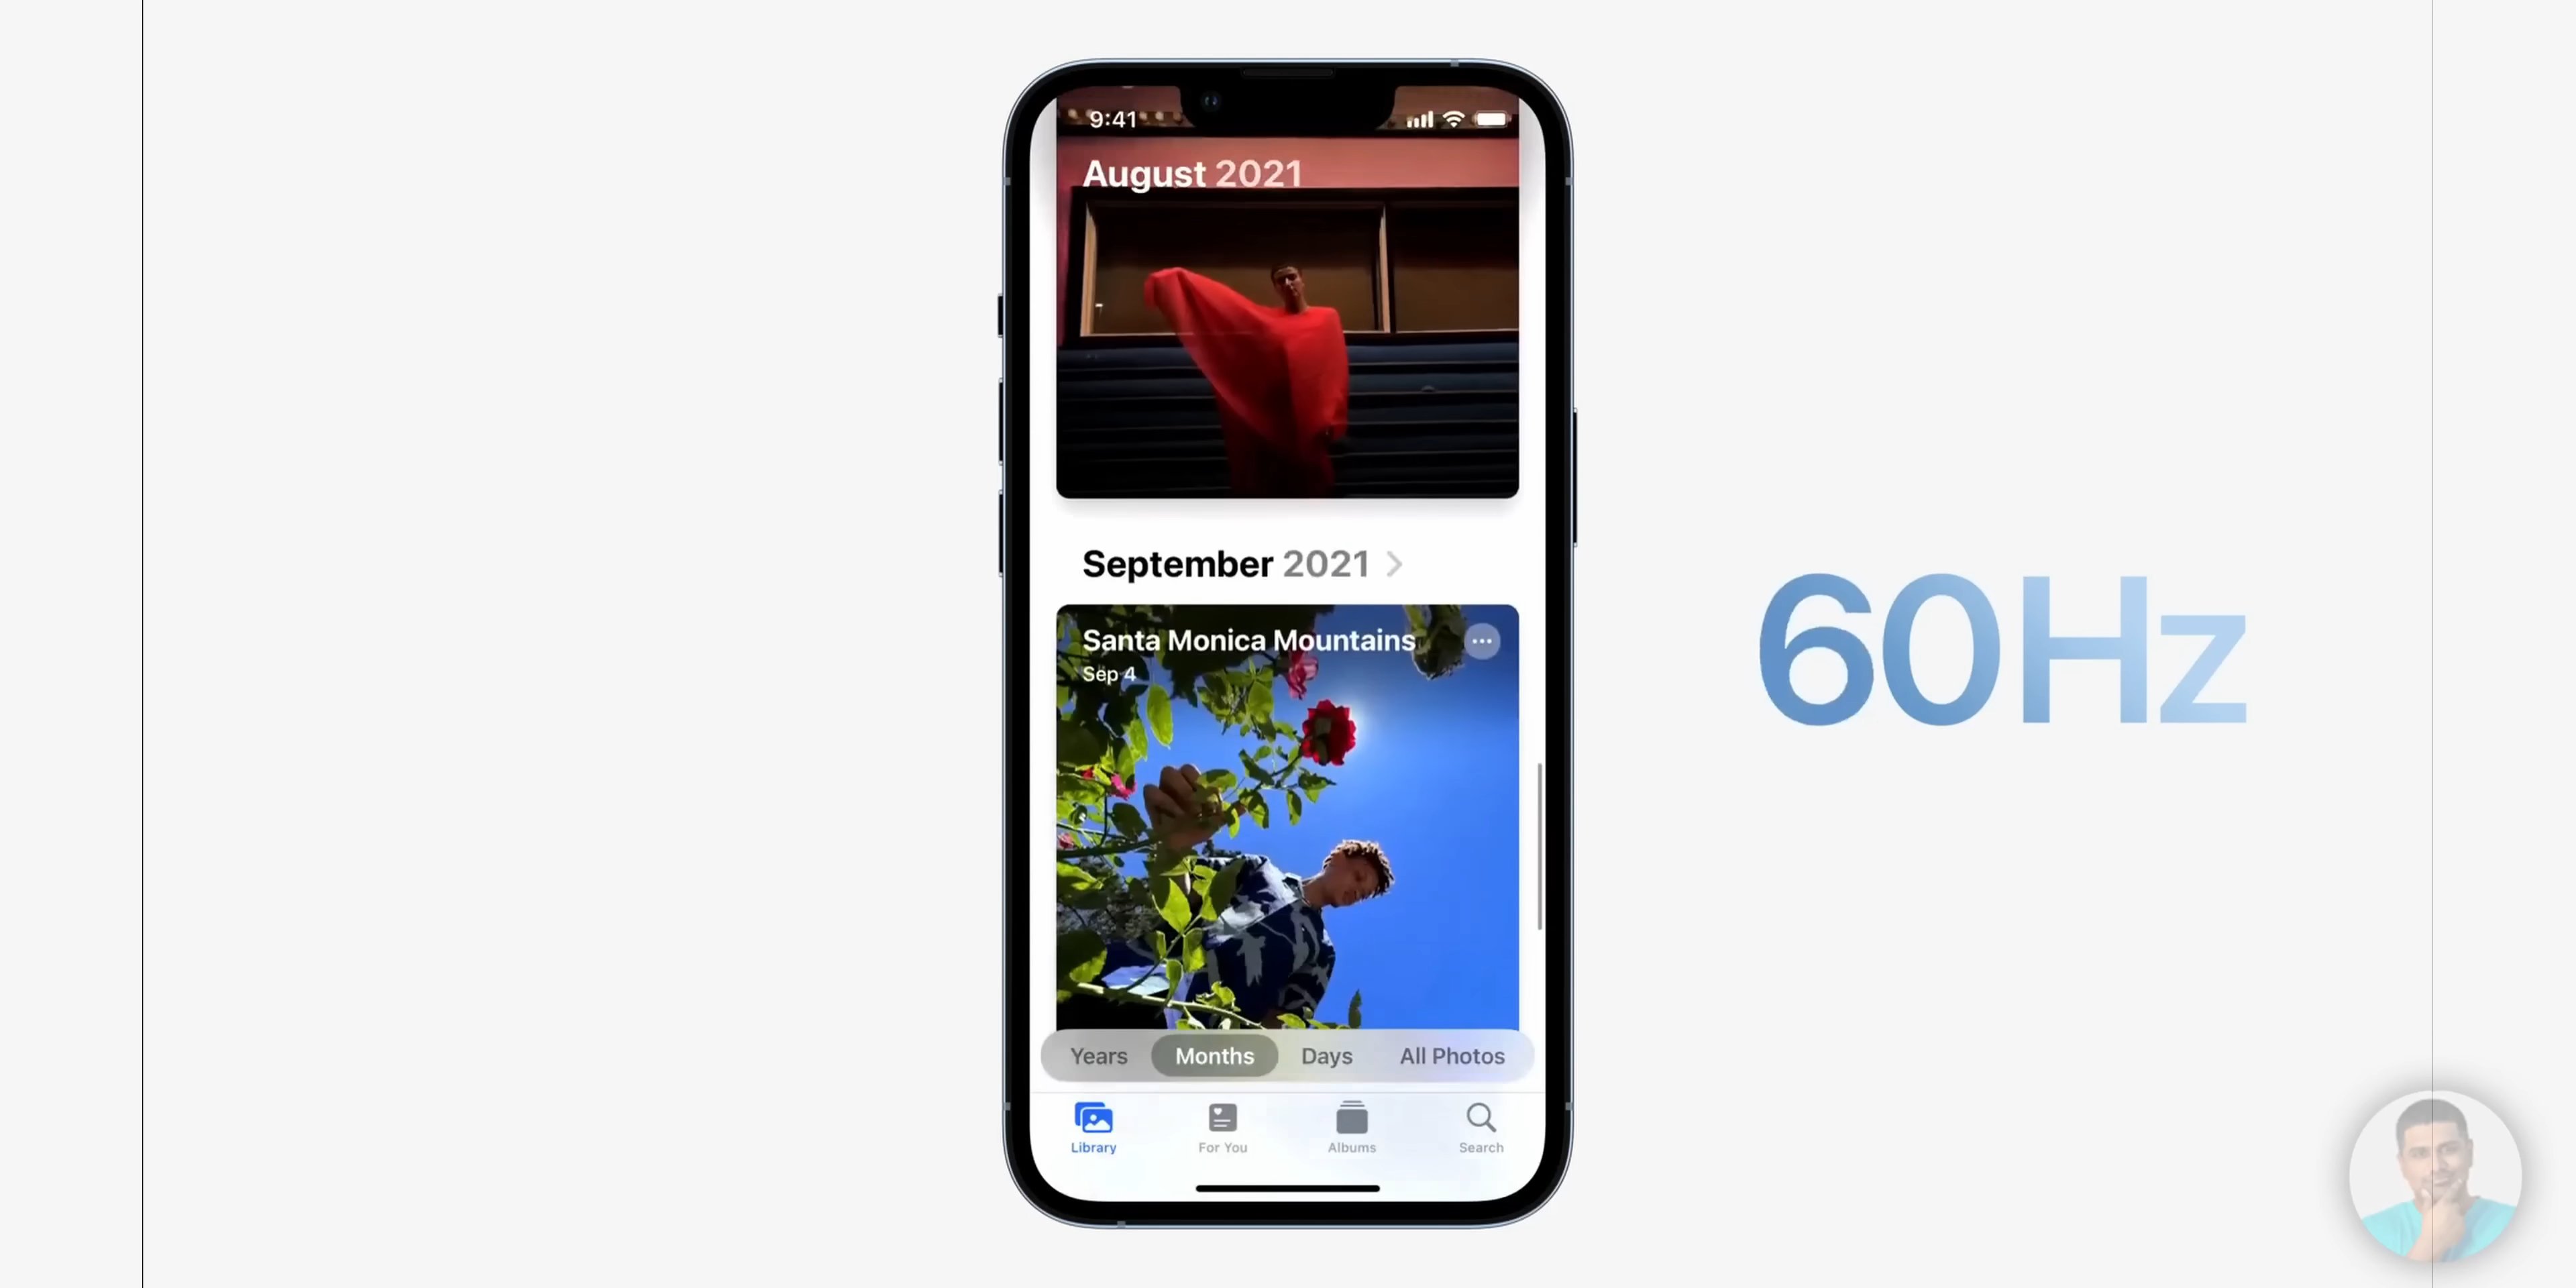 9:41
August 2021
September 2021
Santa Monica Mountains
Sep 4
60Hz
Years Months Days All Photos
Library For You Albums Search